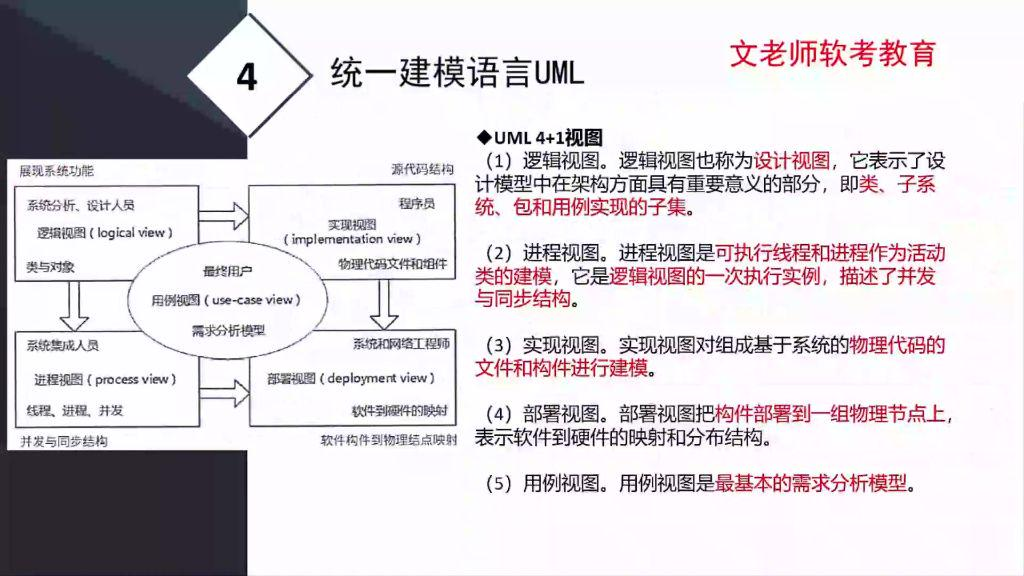 4
统一建模语言UML
文老师软考教育
展现系统功能
源代码结构
系统分析、设计人员
逻辑视图（logical view）
类与对象
程序员
实现视图
（implementation view）
物理代码文件和组件
最终用户
用例视图（use-case view）
需求分析模型
系统集成人员
进程视图（process view）
线程、进程、并发
系统和网络工程师
部署视图（deployment view）
软件到硬件的映射
并发与同步结构
软件构件到物理结点映射
◆UML 4+1视图
（1）逻辑视图。逻辑视图也称为设计视图，它表示了设
计模型中在架构方面具有重要意义的部分，即类、子系
统、包和用例实现的子集。
（2）进程视图。进程视图是可执行线程和进程作为活动
类的建模，它是逻辑视图的一次执行实例，描述了并发
与同步结构。
（3）实现视图。实现视图对组成基于系统的物理代码的
文件和构件进行建模。
（4）部署视图。部署视图把构件部署到一组物理节点上，
表示软件到硬件的映射和分布结构。
（5）用例视图。用例视图是最基本的需求分析模型。